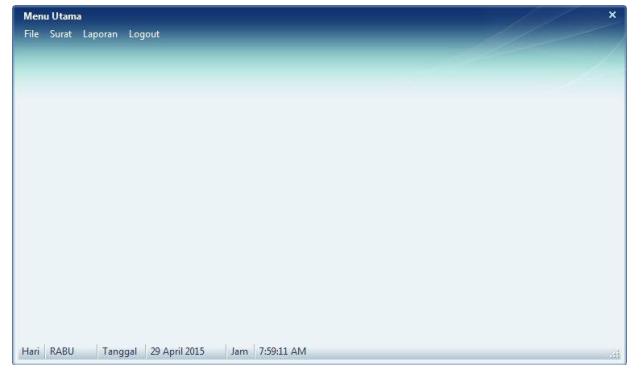 Menu Utama
File Surat Laporan Logout
Hari RABU Tanggal 29 April 2015 Jam 7:59:11 AM